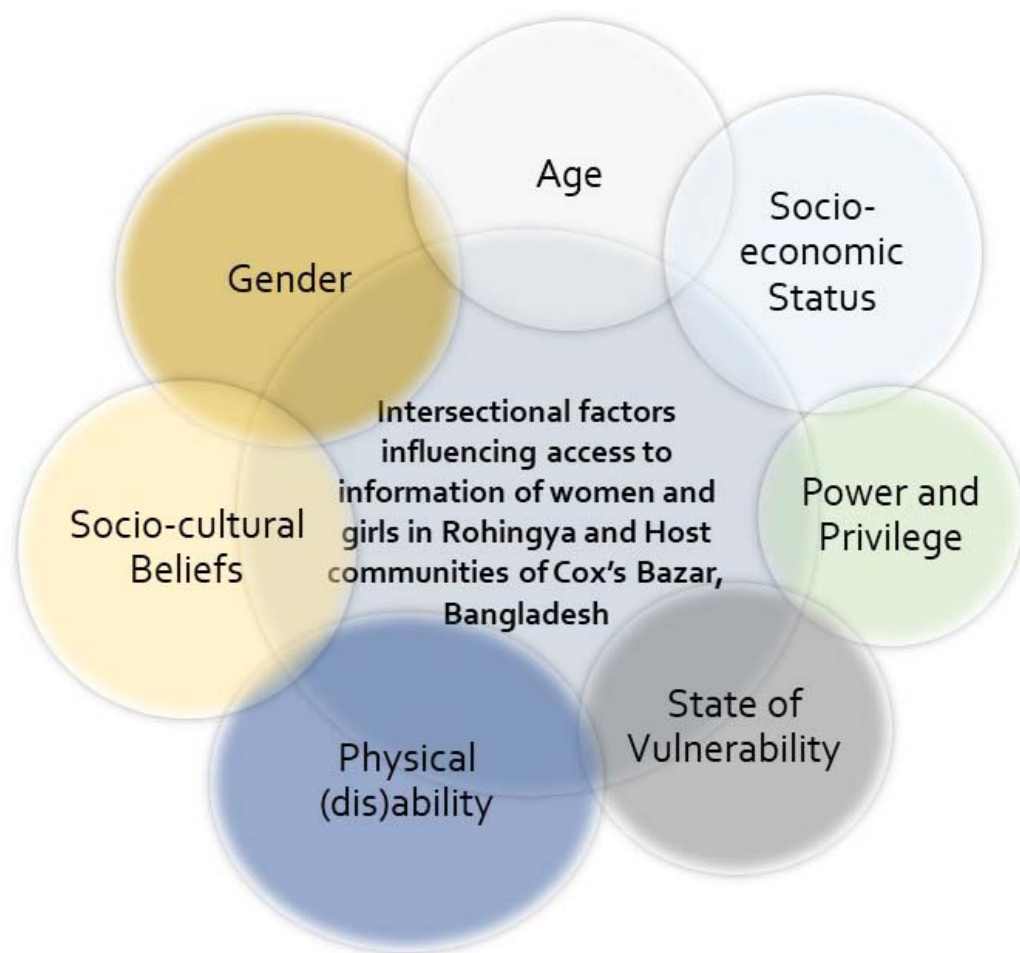 Age
Socio-
economic
Status
Gender
Intersectional factors
influencing access to
information of women and
girls in Rohingya and Host
communities of Cox's Bazar,
Bangladesh
Power and
Privilege
Socio-cultural
Beliefs
State of
Vulnerability
Physical
(dis)ability